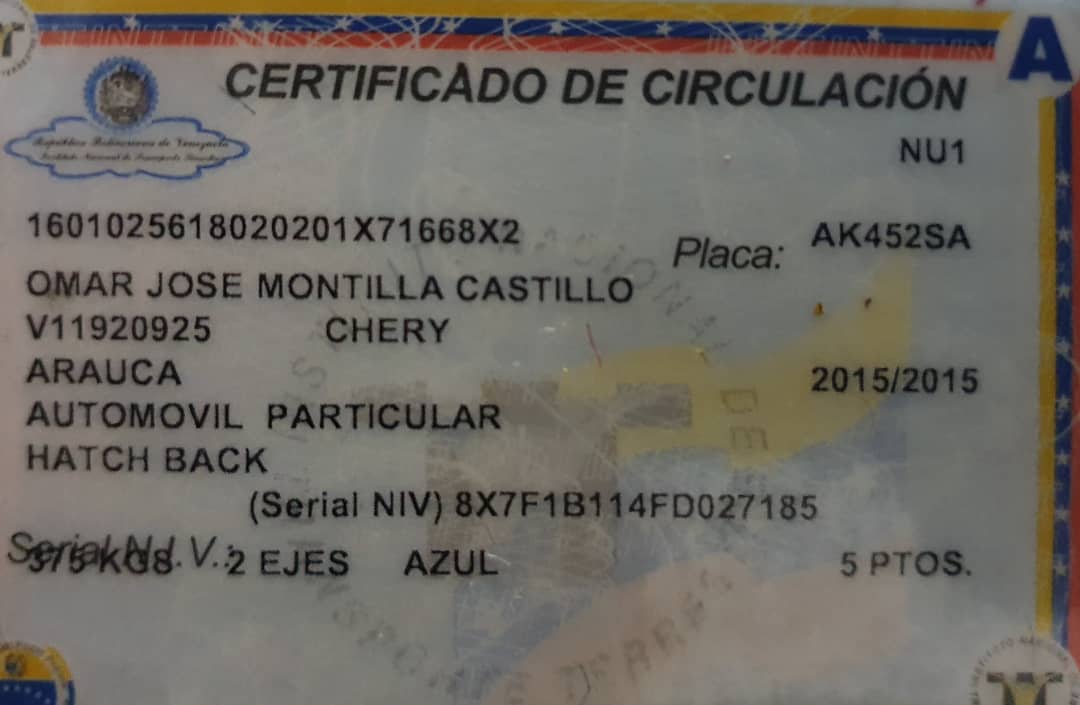 A
CERTIFICADO DE CIRCULACIÓN
República Bolivariana de Venezuela
Instituto Nacional de Transporte Terrestre
NU1
1601025618020201X71668X2
Placa: AK452SA
OMAR JOSE MONTILLA CASTILLO
V11920925 CHERY
ARAUCA 2015/2015
AUTOMOVIL PARTICULAR
HATCH BACK
(Serial NIV) 8X7F1B114FD027185
Serial N.I.V.:
2 EJES AZUL 5 PTOS.